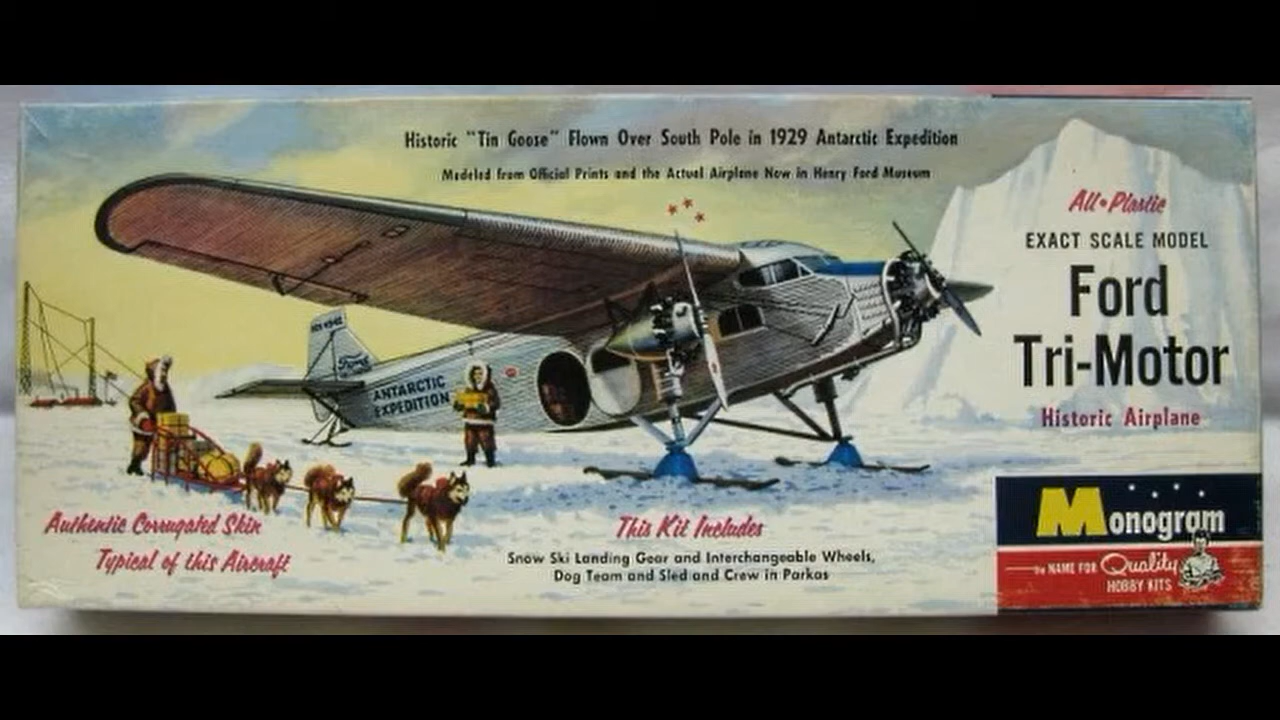 Historic "Tin Goose" Flown Over South Pole in 1929 Antarctic Expedition
Modeled from Official Prints and the Actual Airplane Now in Henry Ford Museum
All • Plastic
EXACT SCALE MODEL
Ford
Tri-Motor
Historic Airplane
Ford
ANTARCTIC
EXPEDITION
Authentic Corrugated Skin
Typical of this Aircraft
This Kit Includes
Snow Ski Landing Gear and Interchangeable Wheels,
Dog Team and Sled and Crew in Parkas
Monogram
The NAME FOR Quality
HOBBY KITS